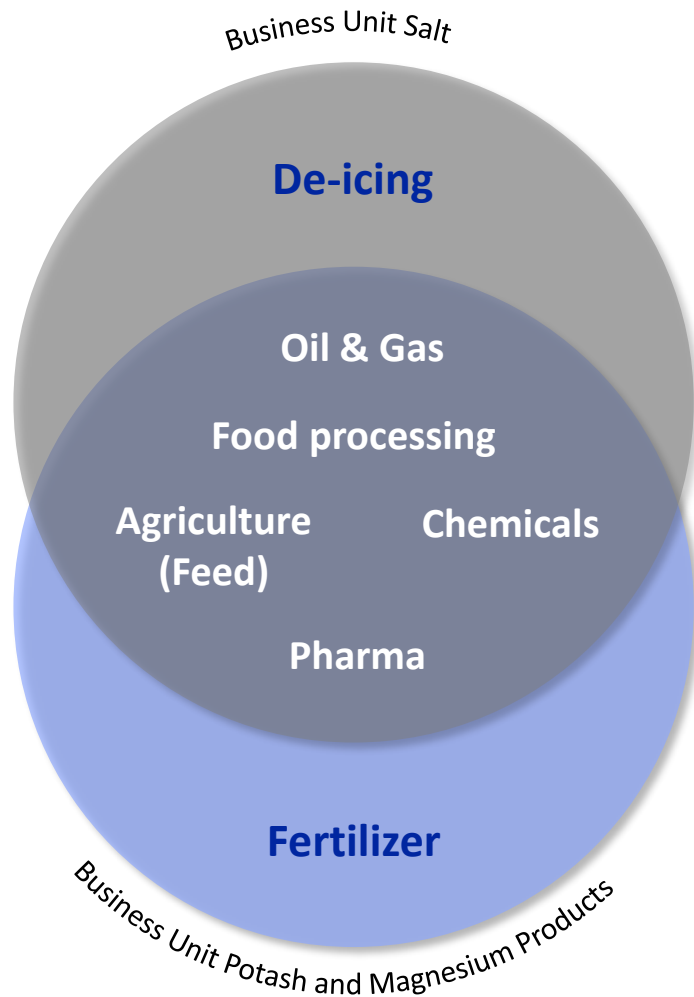 Business Unit Salt
De-icing
Oil & Gas
Food processing
Agriculture
(Feed)
Chemicals
Pharma
Fertilizer
Business Unit Potash and Magnesium Products